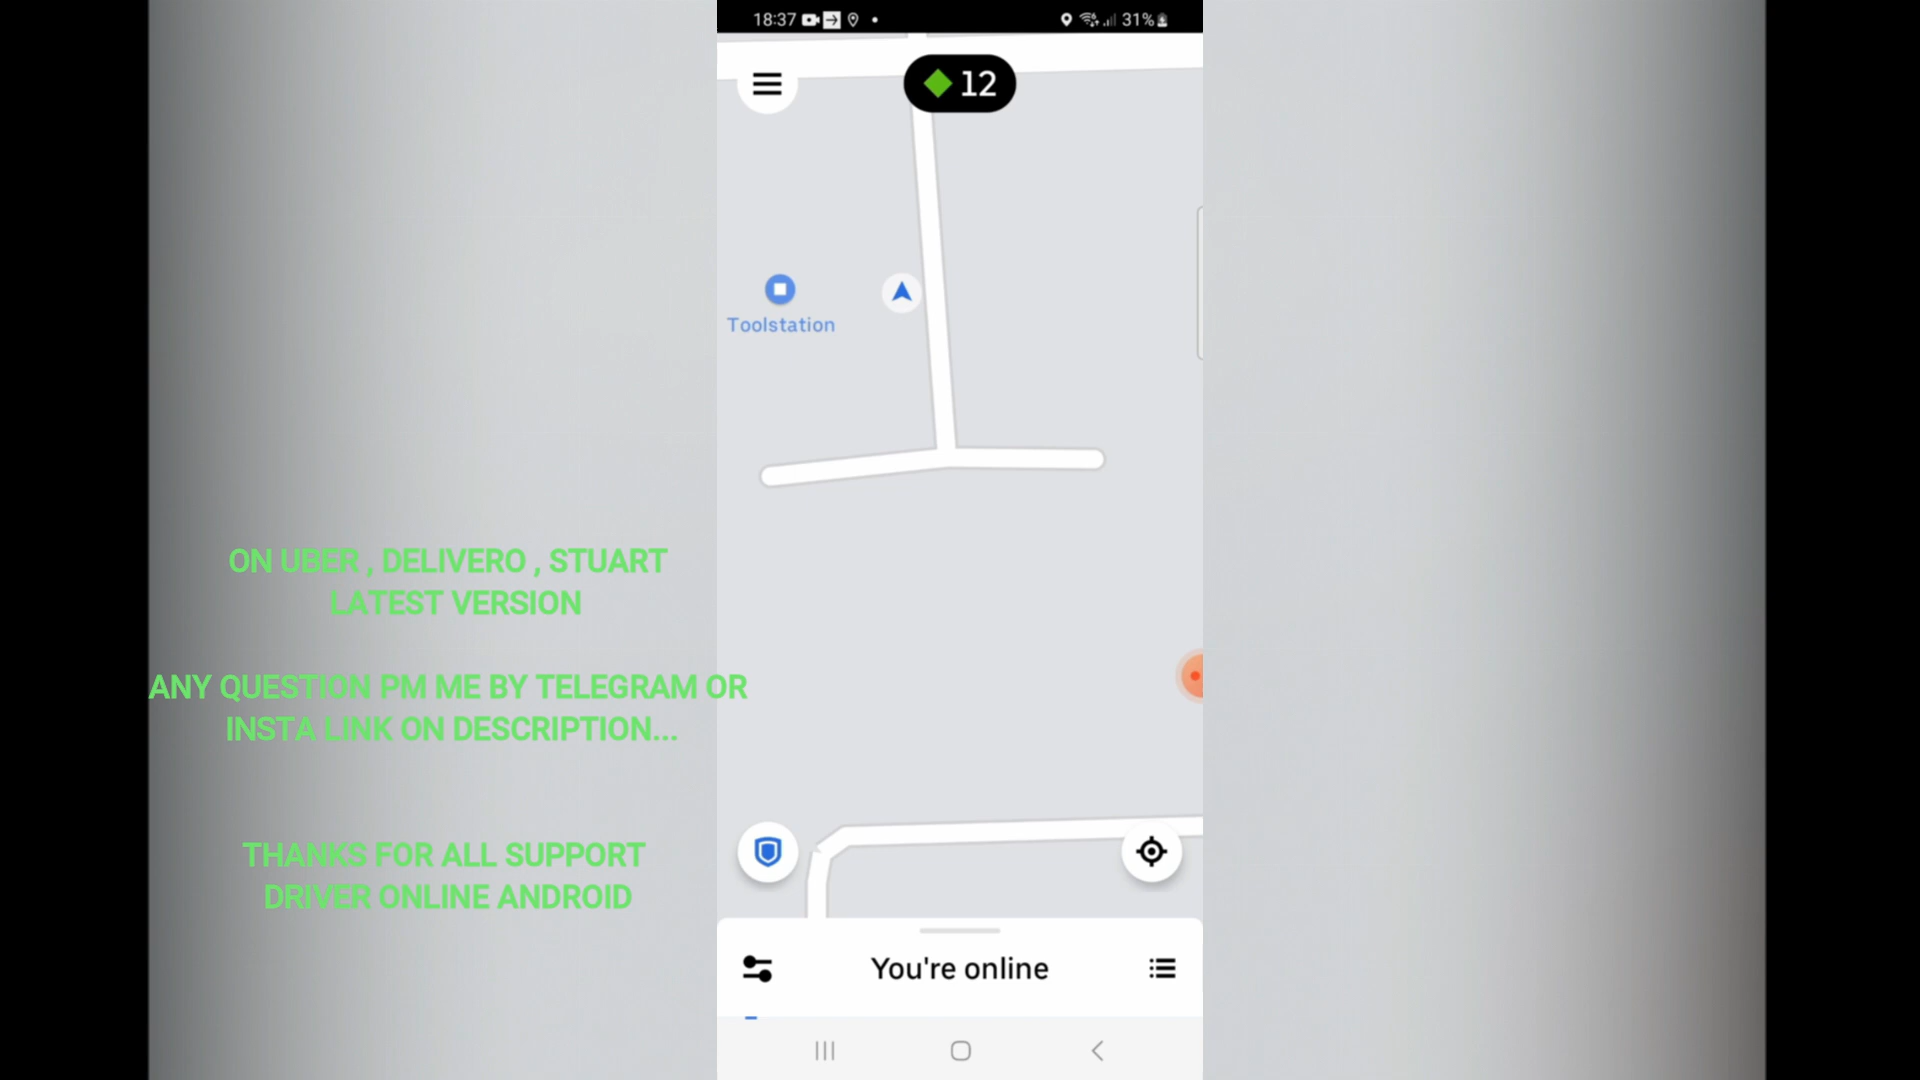 18:37
31%
12
Toolstation
ON UBER , DELIVERO , STUART
LATEST VERSION
ANY QUESTION PM ME BY TELEGRAM OR
INSTA LINK ON DESCRIPTION...
THANKS FOR ALL SUPPORT
DRIVER ONLINE ANDROID
You're online